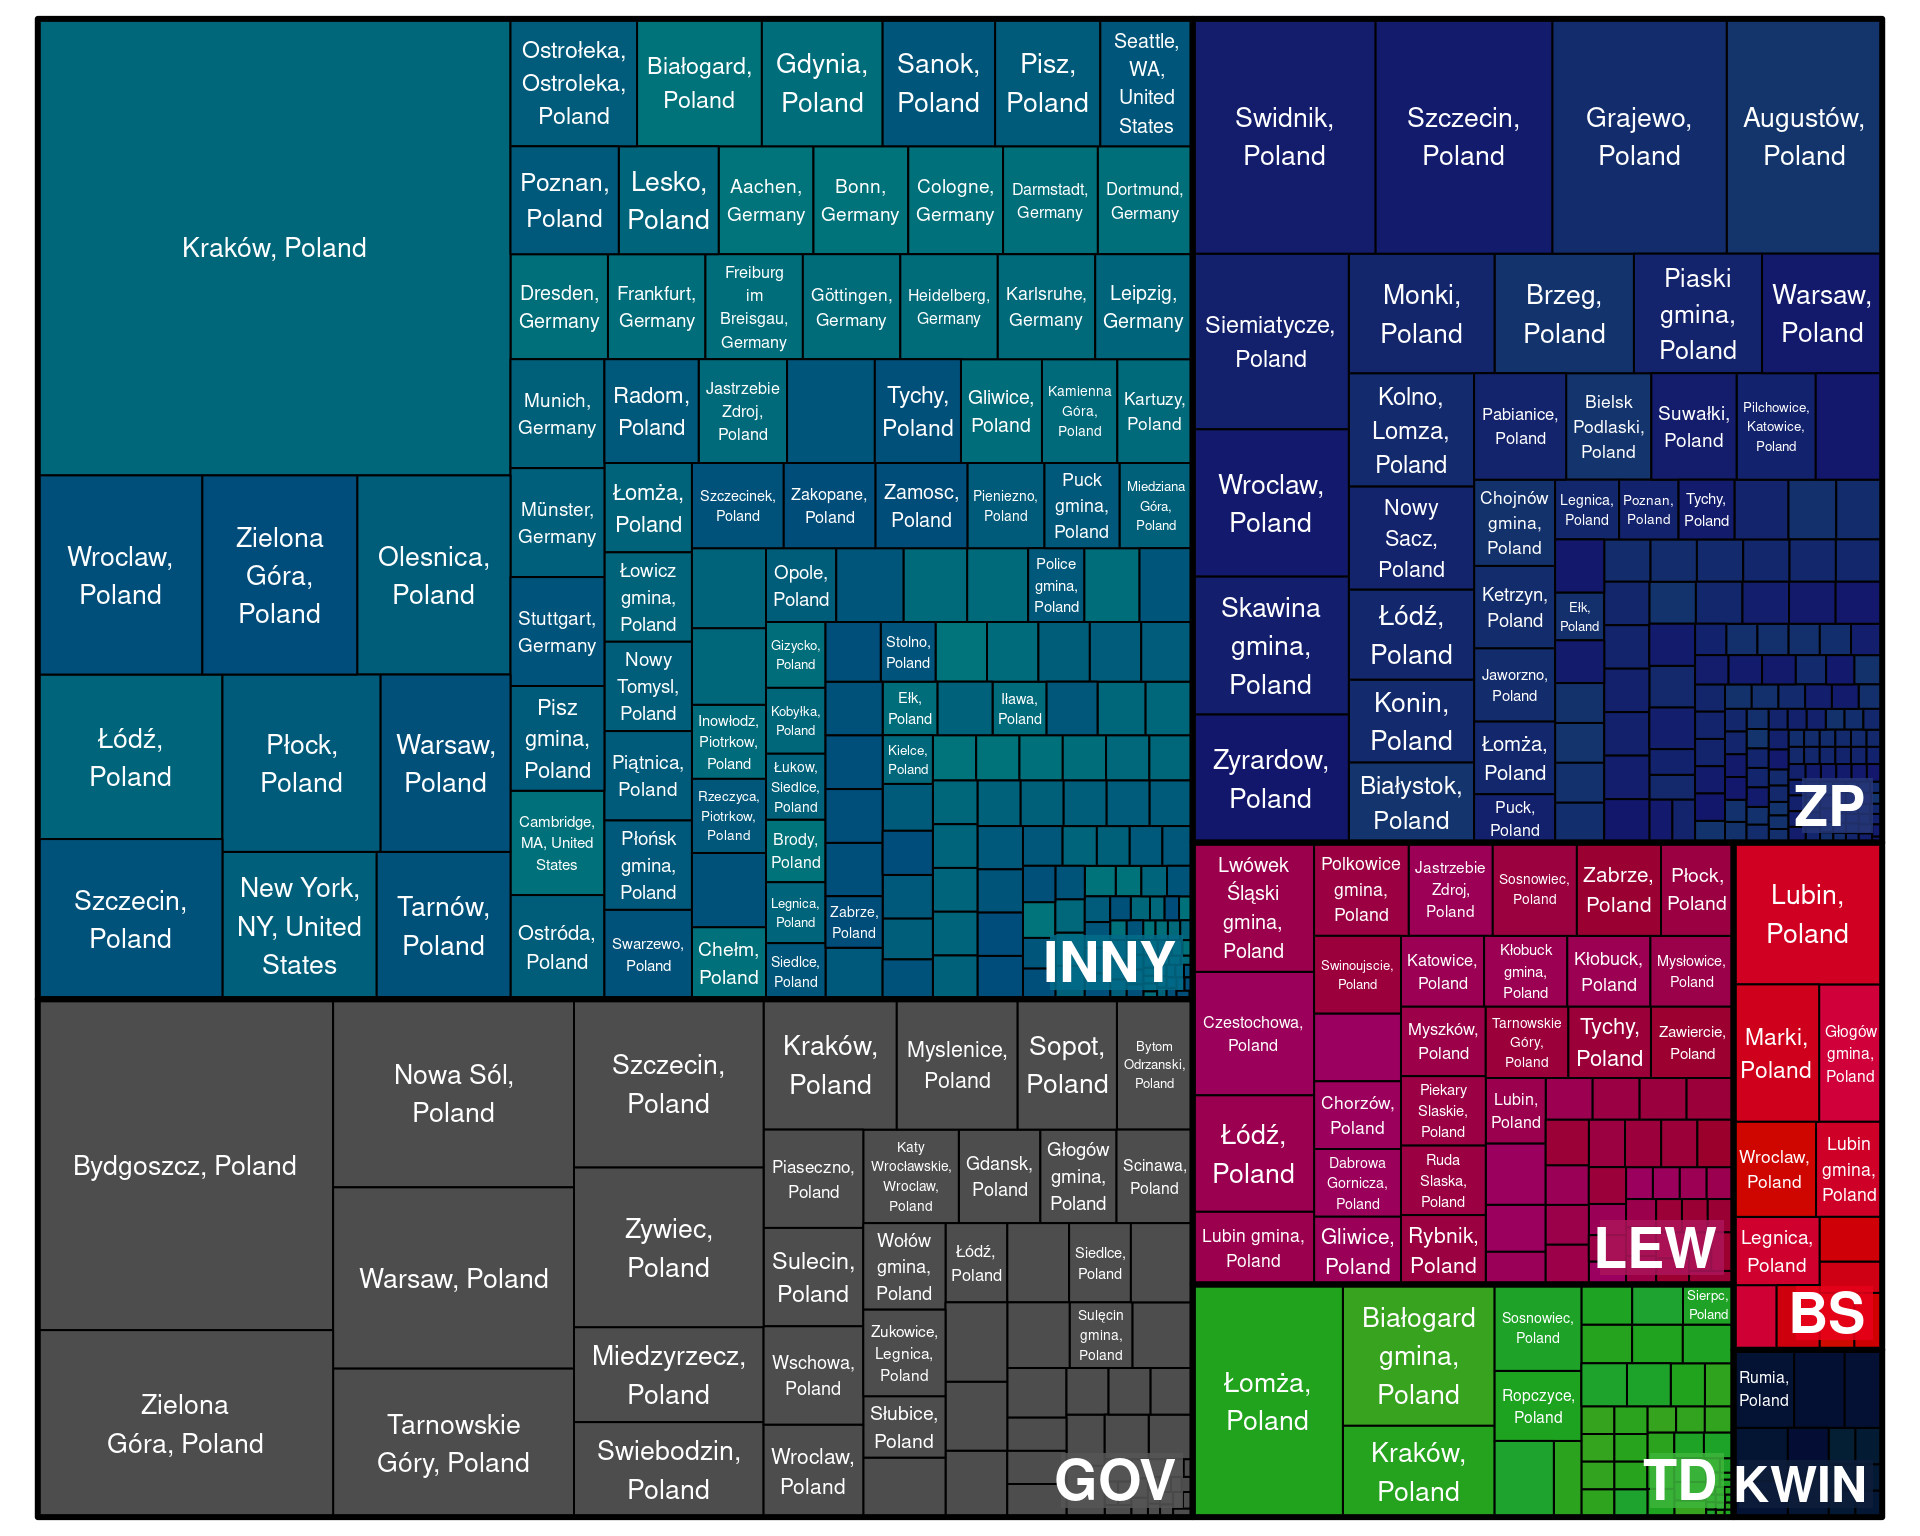 Kraków, Poland
Ostrołeka,
Ostroleka,
Poland
Białogard,
Poland
Gdynia,
Poland
Sanok,
Poland
Pisz,
Poland
Seattle,
WA,
United
States
Poznan,
Poland
Lesko,
Poland
Aachen,
Germany
Bonn,
Germany
Cologne,
Germany
Darmstadt,
Germany
Dortmund,
Germany
Dresden,
Germany
Frankfurt,
Germany
Freiburg
im
Breisgau,
Germany
Göttingen,
Germany
Heidelberg,
Germany
Karlsruhe,
Germany
Leipzig,
Germany
Munich,
Germany
Radom,
Poland
Jastrzebie
Zdroj,
Poland
Tychy,
Poland
Gliwice,
Poland
Kamienna
Góra,
Poland
Kartuzy,
Poland
Münster,
Germany
Łomża,
Poland
Szczecinek,
Poland
Zakopane,
Poland
Zamosc,
Poland
Pieniezno,
Poland
Puck
gmina,
Poland
Miedziana
Góra,
Poland
Wroclaw,
Poland
Zielona
Góra,
Poland
Olesnica,
Poland
Stuttgart,
Germany
Łowicz
gmina,
Poland
Opole,
Poland
Police
gmina,
Poland
Nowy
Tomysl,
Poland
Gizycko,
Poland
Stolno,
Poland
Łódź,
Poland
Płock,
Poland
Warsaw,
Poland
Pisz
gmina,
Poland
Inowłodz,
Piotrkow,
Poland
Kobyłka,
Poland
Ełk,
Poland
Iława,
Poland
Piątnica,
Poland
Łukow,
Siedlce,
Poland
Kielce,
Poland
Cambridge,
MA, United
States
Płońsk
gmina,
Poland
Rzeczyca,
Piotrkow,
Poland
Brody,
Poland
Szczecin,
Poland
New York,
NY, United
States
Tarnów,
Poland
Ostróda,
Poland
Swarzewo,
Poland
Chełm,
Poland
Legnica,
Poland
Siedlce,
Poland
Zabrze,
Poland
INNY
Swidnik,
Poland
Szczecin,
Poland
Grajewo,
Poland
Augustów,
Poland
Siemiatycze,
Poland
Monki,
Poland
Brzeg,
Poland
Piaski
gmina,
Poland
Warsaw,
Poland
Kolno,
Lomza,
Poland
Pabianice,
Poland
Bielsk
Podlaski,
Poland
Suwałki,
Poland
Pilchowice,
Katowice,
Poland
Wroclaw,
Poland
Nowy
Sacz,
Poland
Chojnów
gmina,
Poland
Legnica,
Poland
Poznan,
Poland
Tychy,
Poland
Skawina
gmina,
Poland
Łódź,
Poland
Ketrzyn,
Poland
Ełk,
Poland
Konin,
Poland
Jaworzno,
Poland
Zyrardow,
Poland
Białystok,
Poland
Łomża,
Poland
Puck,
Poland
ZP
Bydgoszcz, Poland
Zielona
Góra, Poland
Nowa Sól,
Poland
Warsaw, Poland
Tarnowskie
Góry, Poland
Szczecin,
Poland
Zywiec,
Poland
Miedzyrzecz,
Poland
Swiebodzin,
Poland
Kraków,
Poland
Myslenice,
Poland
Sopot,
Poland
Bytom
Odrzanski,
Poland
Piaseczno,
Poland
Katy
Wrocławskie,
Wroclaw,
Poland
Gdansk,
Poland
Głogów
gmina,
Poland
Scinawa,
Poland
Sulecin,
Poland
Wołów
gmina,
Poland
Łódź,
Poland
Siedlce,
Poland
Wschowa,
Poland
Zukowice,
Legnica,
Poland
Sulęcin
gmina,
Poland
Słubice,
Poland
Wroclaw,
Poland
GOV
Lwówek
Śląski
gmina,
Poland
Polkowice
gmina,
Poland
Jastrzebie
Zdroj,
Poland
Sosnowiec,
Poland
Zabrze,
Poland
Płock,
Poland
Czestochowa,
Poland
Swinoujscie,
Poland
Katowice,
Poland
Kłobuck
gmina,
Poland
Kłobuck,
Poland
Mysłowice,
Poland
Myszków,
Poland
Tarnowskie
Góry,
Poland
Tychy,
Poland
Zawiercie,
Poland
Łódź,
Poland
Chorzów,
Poland
Piekary
Slaskie,
Poland
Lubin,
Poland
Dabrowa
Gornicza,
Poland
Ruda
Slaska,
Poland
Lubin gmina,
Poland
Gliwice,
Poland
Rybnik,
Poland
LEW
Lubin,
Poland
Marki,
Poland
Głogów
gmina,
Poland
Wroclaw,
Poland
Lubin
gmina,
Poland
Legnica,
Poland
BS
Łomża,
Poland
Białogard
gmina,
Poland
Kraków,
Poland
Sosnowiec,
Poland
Ropczyce,
Poland
Sierpc,
Poland
TD
Rumia,
Poland
KWIN